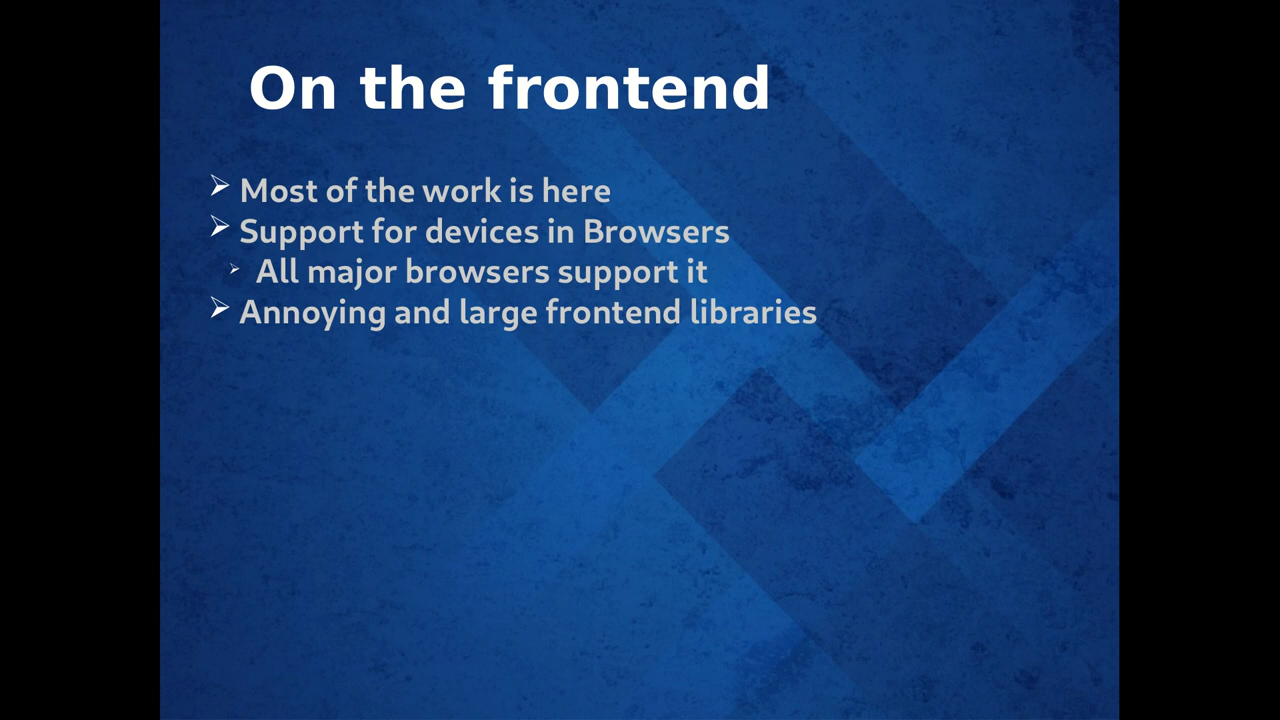 On the frontend
Most of the work is here
Support for devices in Browsers
All major browsers support it
Annoying and large frontend libraries